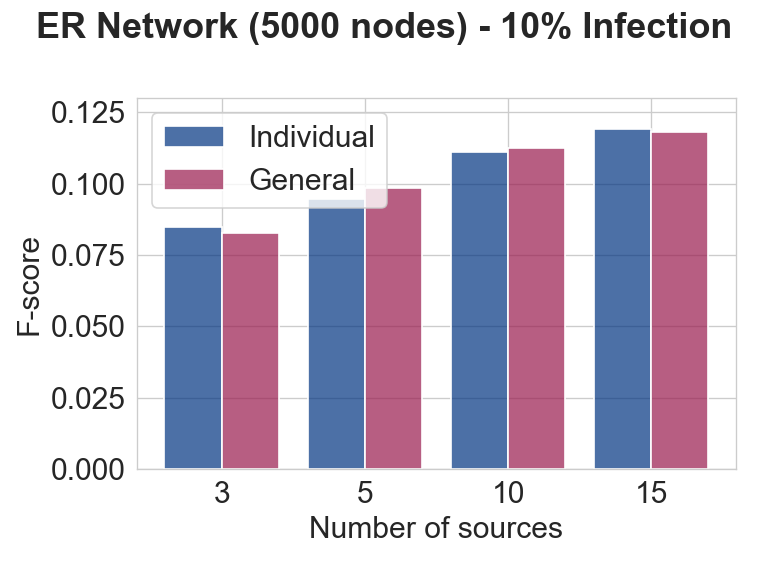 ER Network (5000 nodes) - 10% Infection
0.125
0.100
0.075
0.050
0.025
0.000
F-score
Individual
General
3 5 10 15
Number of sources